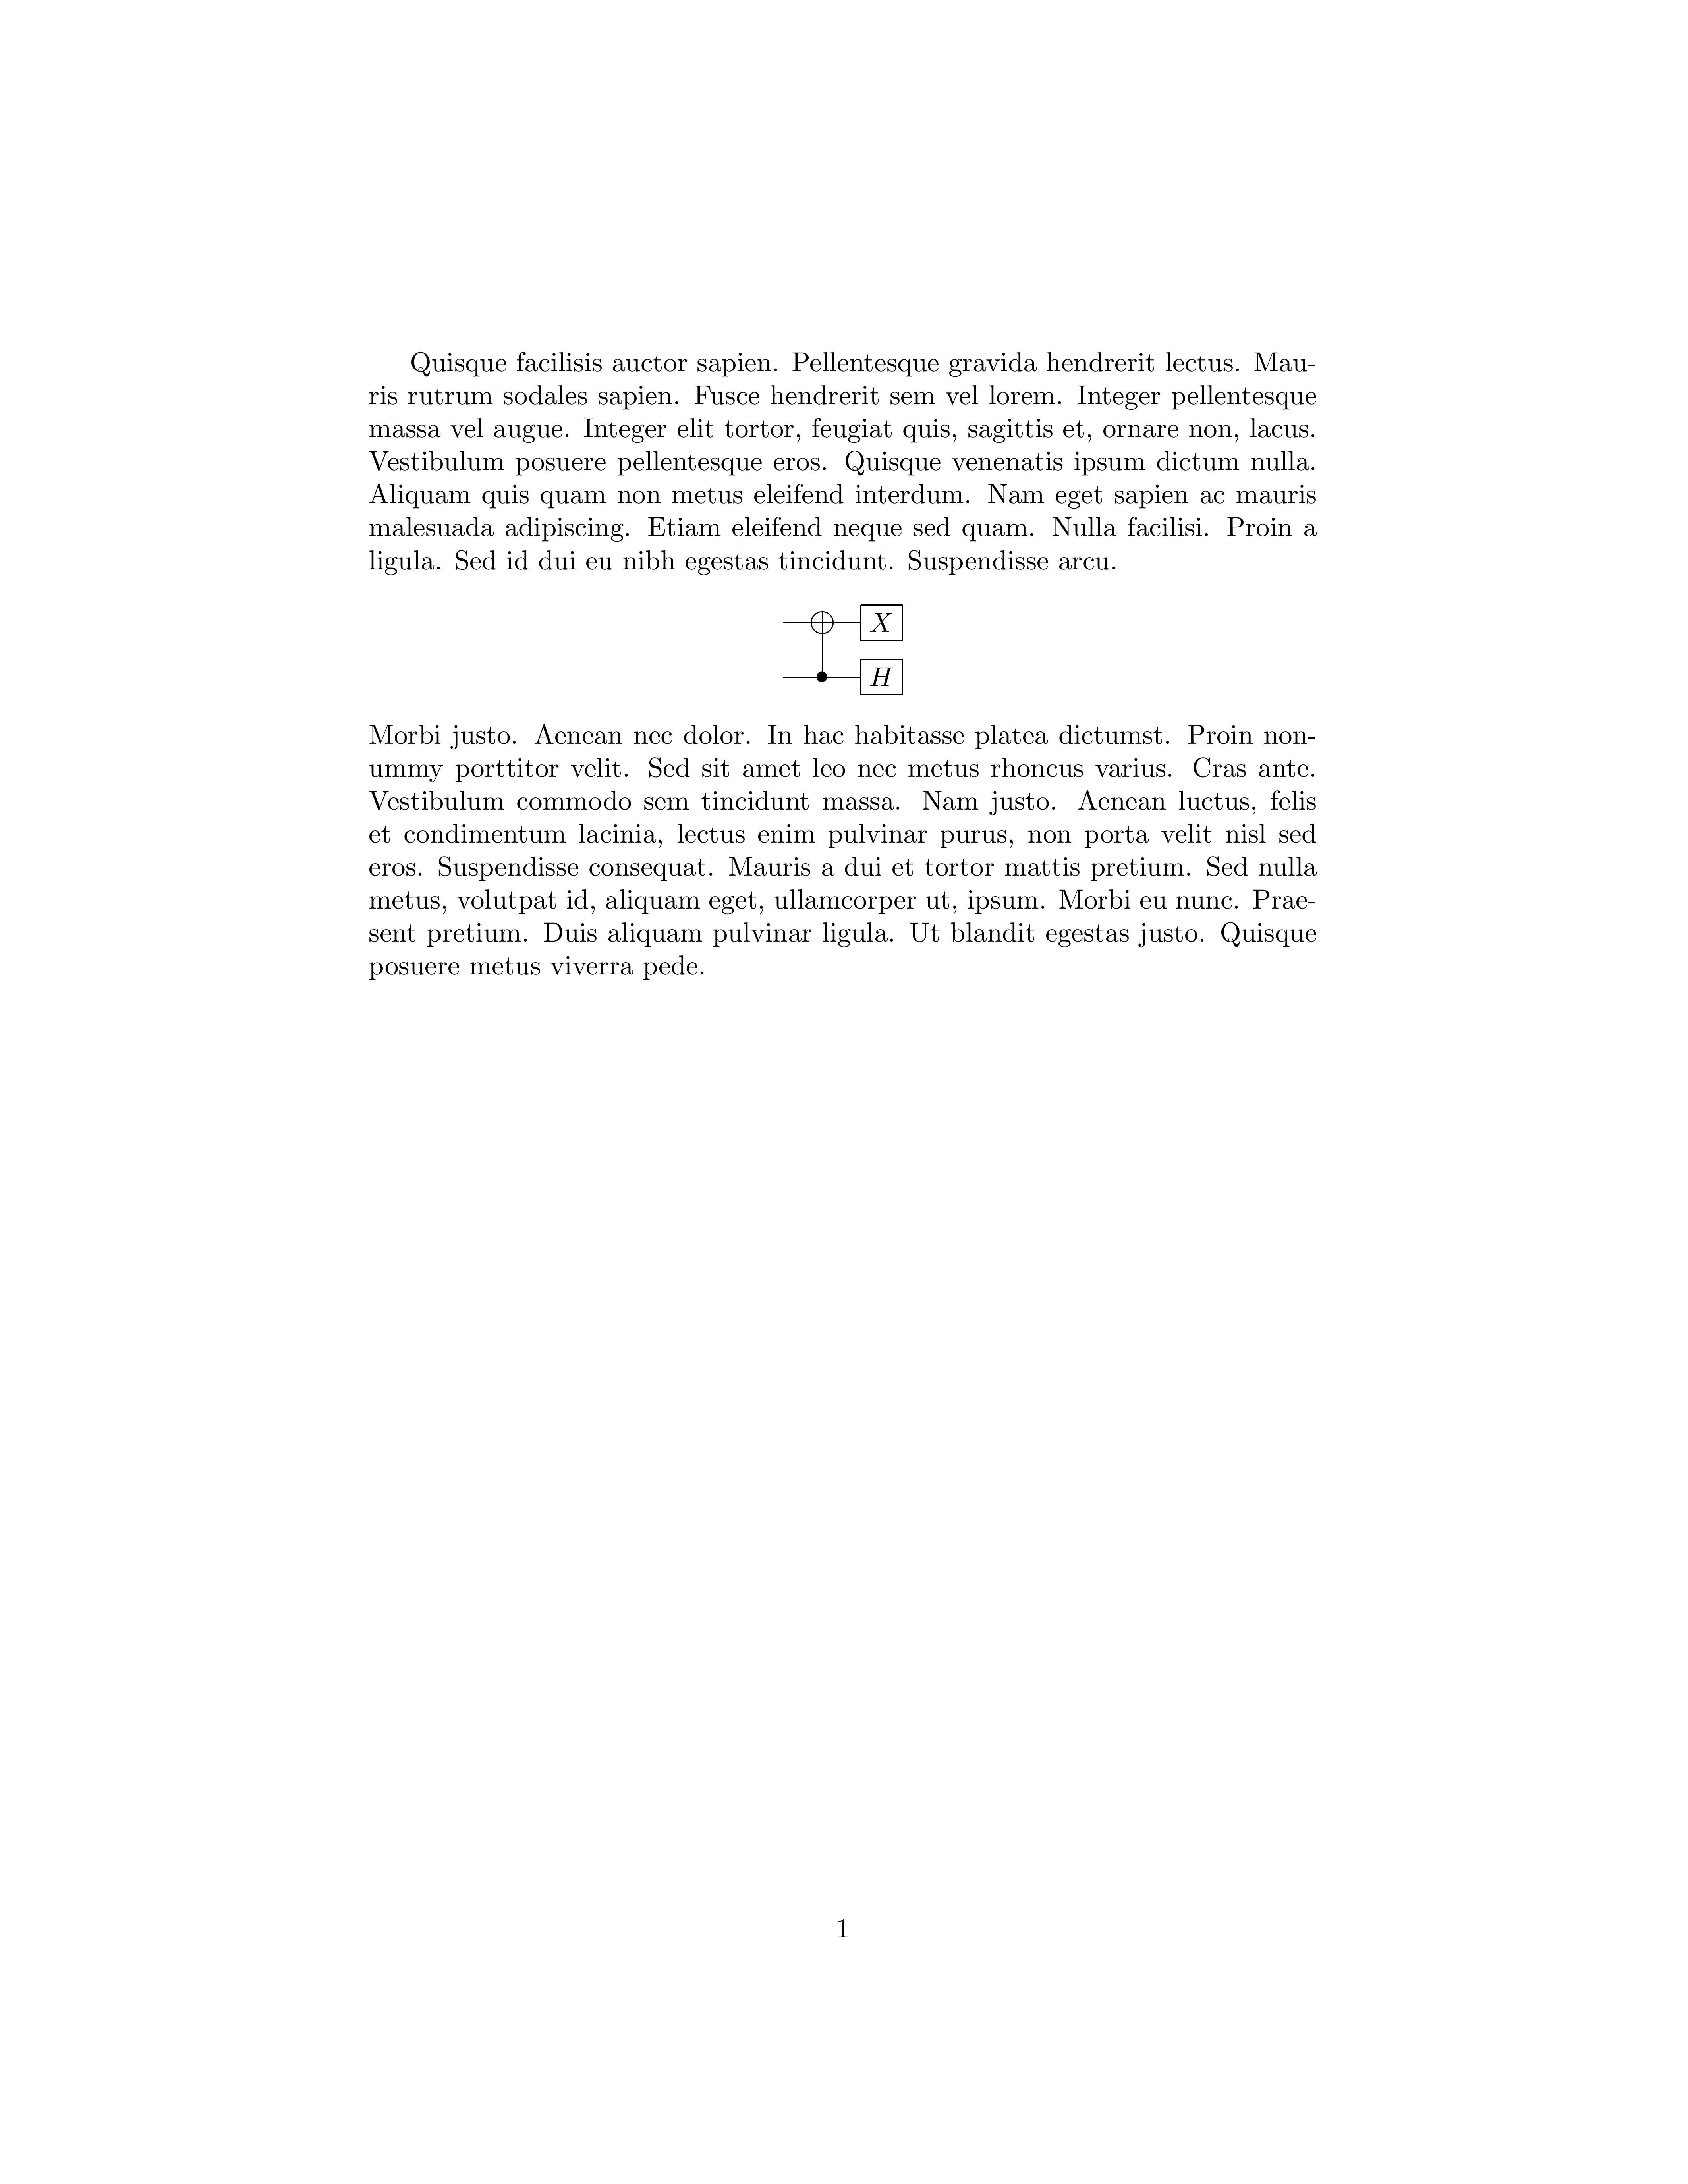 Quisque facilisis auctor sapien. Pellentesque gravida hendrerit lectus. Mau-
ris rutrum sodales sapien. Fusce hendrerit sem vel lorem. Integer pellentesque
massa vel augue. Integer elit tortor, feugiat quis, sagittis et, ornare non, lacus.
Vestibulum posuere pellentesque eros. Quisque venenatis ipsum dictum nulla.
Aliquam quis quam non metus eleifend interdum. Nam eget sapien ac mauris
malesuada adipiscing. Etiam eleifend neque sed quam. Nulla facilisi. Proin a
ligula. Sed id dui eu nibh egestas tincidunt. Suspendisse arcu.
X
H
Morbi justo. Aenean nec dolor. In hac habitasse platea dictumst. Proin non-
ummy porttitor velit. Sed sit amet leo nec metus rhoncus varius. Cras ante.
Vestibulum commodo sem tincidunt massa. Nam justo. Aenean luctus, felis
et condimentum lacinia, lectus enim pulvinar purus, non porta velit nisl sed
eros. Suspendisse consequat. Mauris a dui et tortor mattis pretium. Sed nulla
metus, volutpat id, aliquam eget, ullamcorper ut, ipsum. Morbi eu nunc. Prae-
sent pretium. Duis aliquam pulvinar ligula. Ut blandit egestas justo. Quisque
posuere metus viverra pede.
1